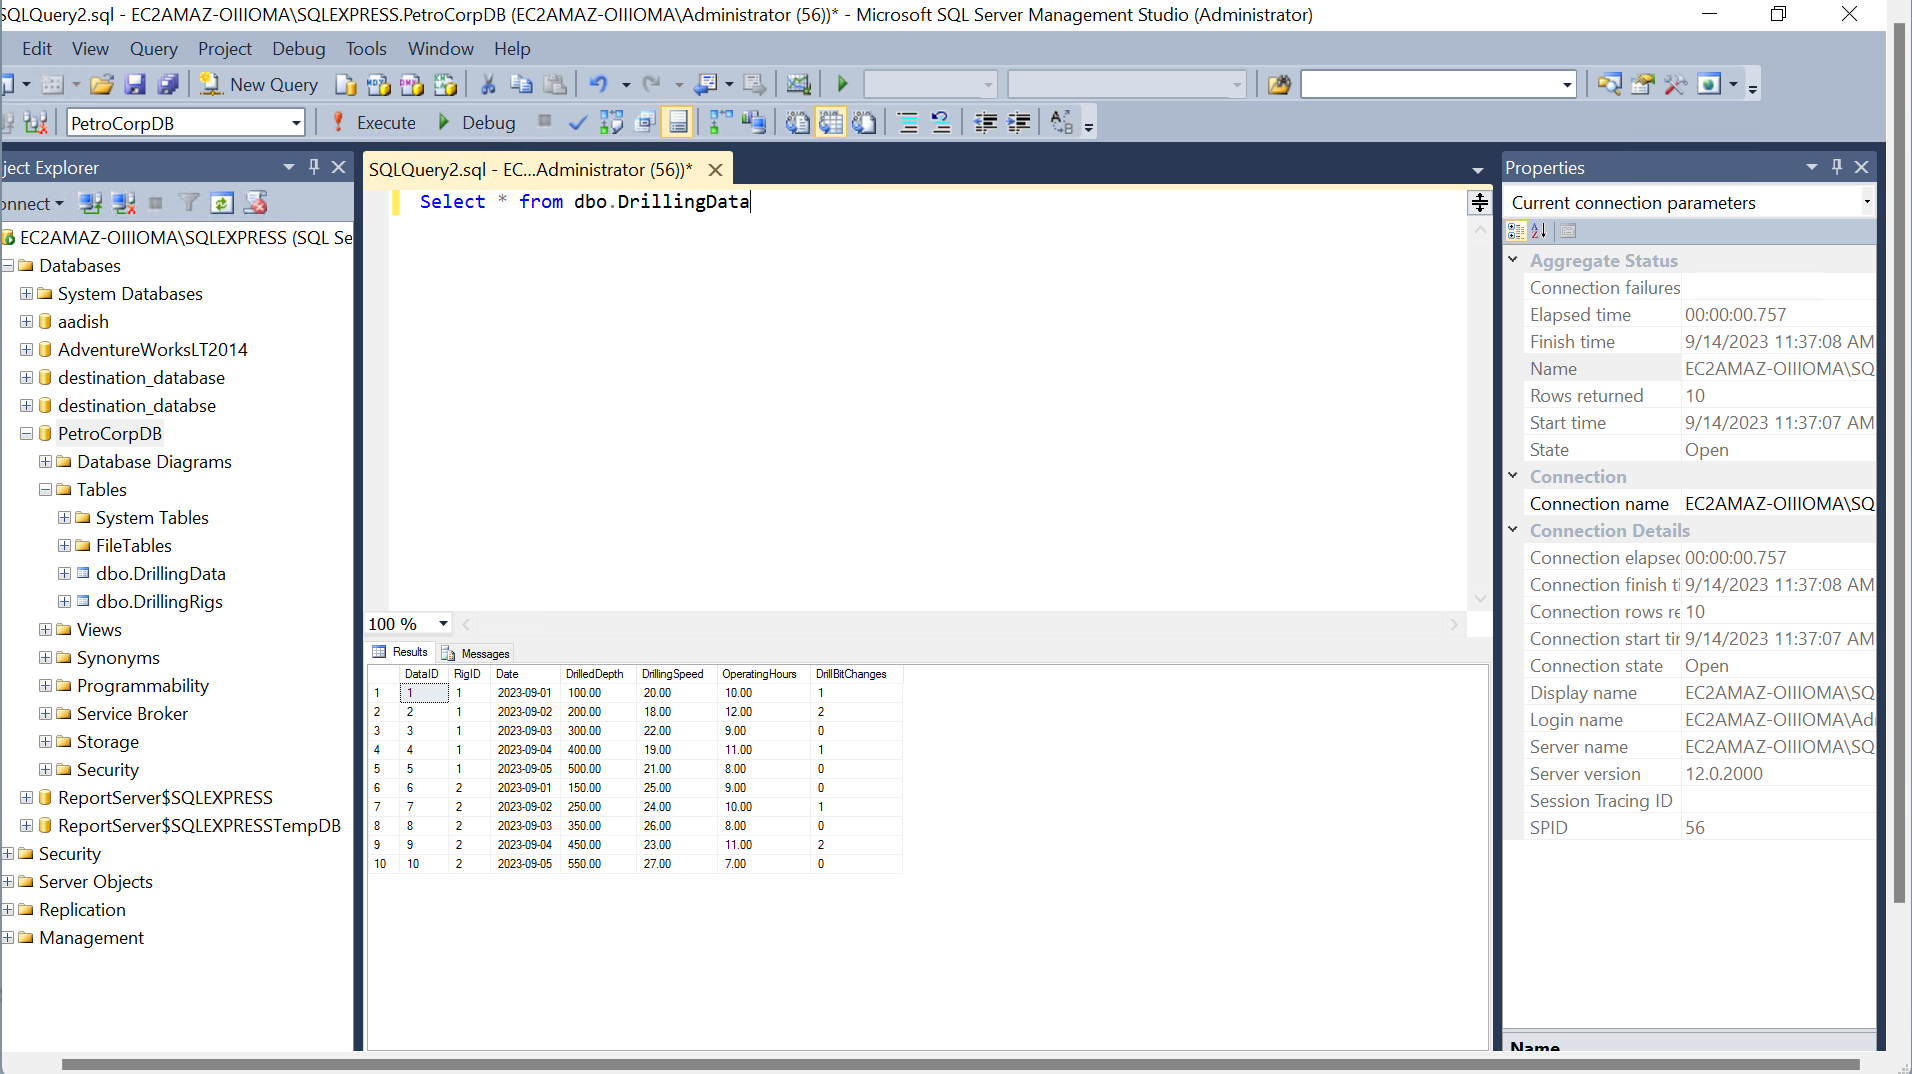 SQLQuery2.sql - EC2AMAZ-OIIIOMA\SQLEXPRESS.PetroCorpDB (EC2AMAZ-OIIIOMA\Administrator (56))* - Microsoft SQL Server Management Studio (Administrator)
Edit View Query Project Debug Tools Window Help
New Query
PetroCorpDB Execute Debug
ject Explorer
onnect
EC2AMAZ-OIIIOMA\SQLEXPRESS (SQL Se
Databases
System Databases
aadish
AdventureWorksLT2014
destination_database
destination_databse
PetroCorpDB
Database Diagrams
Tables
System Tables
FileTables
dbo.DrillingData
dbo.DrillingRigs
Views
Synonyms
Programmability
Service Broker
Storage
Security
ReportServer$SQLEXPRESS
ReportServer$SQLEXPRESSTempDB
Security
Server Objects
Replication
Management
SQLQuery2.sql - EC...Administrator (56))*
Select * from dbo.DrillingData
100 %
Results Messages
DataID RigID Date DrilledDepth DrillingSpeed OperatingHours DrillBitChanges
1 1 1 2023-09-01 100.00 20.00 10.00 1
2 2 1 2023-09-02 200.00 18.00 12.00 2
3 3 1 2023-09-03 300.00 22.00 9.00 0
4 4 1 2023-09-04 400.00 19.00 11.00 1
5 5 1 2023-09-05 500.00 21.00 8.00 0
6 6 2 2023-09-01 150.00 25.00 9.00 0
7 7 2 2023-09-02 250.00 24.00 10.00 1
8 8 2 2023-09-03 350.00 26.00 8.00 0
9 9 2 2023-09-04 450.00 23.00 11.00 2
10 10 2 2023-09-05 550.00 27.00 7.00 0
Properties
Current connection parameters
Aggregate Status
Connection failures
Elapsed time 00:00:00.757
Finish time 9/14/2023 11:37:08 AM
Name EC2AMAZ-OIIIOMA\SQ
Rows returned 10
Start time 9/14/2023 11:37:07 AM
State Open
Connection
Connection name EC2AMAZ-OIIIOMA\SQ
Connection Details
Connection elapsed 00:00:00.757
Connection finish ti 9/14/2023 11:37:08 AM
Connection rows re 10
Connection start tir 9/14/2023 11:37:07 AM
Connection state Open
Display name EC2AMAZ-OIIIOMA\SQ
Login name EC2AMAZ-OIIIOMA\Adı
Server name EC2AMAZ-OIIIOMA\SQ
Server version 12.0.2000
Session Tracing ID
SPID 56
Name